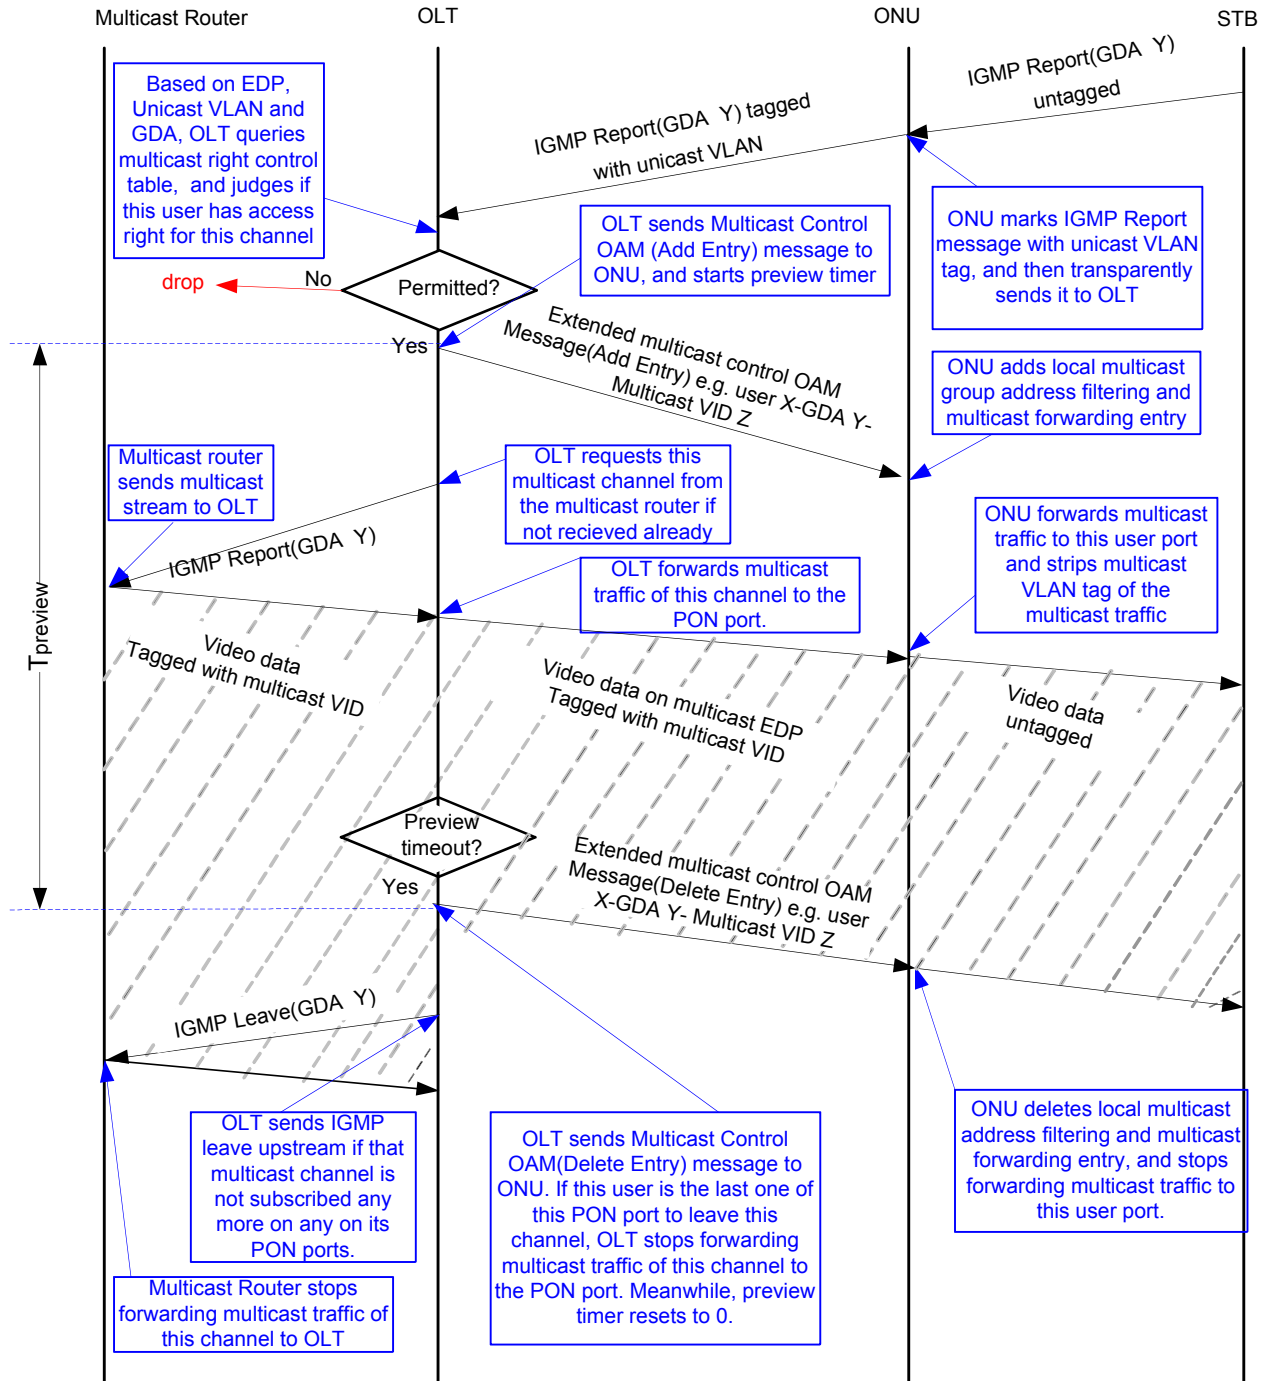 Multicast Router
OLT
ONU
STB
IGMP Report(GDA Y)
untagged
IGMP Report(GDA Y) tagged
with unicast VLAN
Based on EDP,
Unicast VLAN and
GDA, OLT queries
multicast right control
table, and judges if
this user has access
right for this channel
ONU marks IGMP Report
message with unicast VLAN
tag, and then transparently
sends it to OLT
OLT sends Multicast Control
OAM (Add Entry) message to
ONU, and starts preview timer
drop
No
Permitted?
Yes
Extended multicast control OAM
Message(Add Entry) e.g. user X-GDA Y-
Multicast VID Z
ONU adds local multicast
group address filtering and
multicast forwarding entry
Multicast router
sends multicast
stream to OLT
OLT requests this
multicast channel from
the multicast router if
not recieved already
IGMP Report(GDA Y)
ONU forwards multicast
traffic to this user port
and strips multicast
VLAN tag of the
multicast traffic
OLT forwards multicast
traffic of this channel to the
PON port.
Tpreview
Video data
Tagged with multicast VID
Video data on multicast EDP
Tagged with multicast VID
Video data
untagged
Preview
timeout?
Yes
Extended multicast control OAM
Message(Delete Entry) e.g. user
X-GDA Y- Multicast VID Z
IGMP Leave(GDA Y)
OLT sends IGMP
leave upstream if that
multicast channel is
not subscribed any
more on any on its
PON ports.
OLT sends Multicast Control
OAM(Delete Entry) message to
ONU. If this user is the last one of
this PON port to leave this
channel, OLT stops forwarding
multicast traffic of this channel to
the PON port. Meanwhile, preview
timer resets to 0.
ONU deletes local multicast
address filtering and multicast
forwarding entry, and stops
forwarding multicast traffic to
this user port.
Multicast Router stops
forwarding multicast traffic of
this channel to OLT